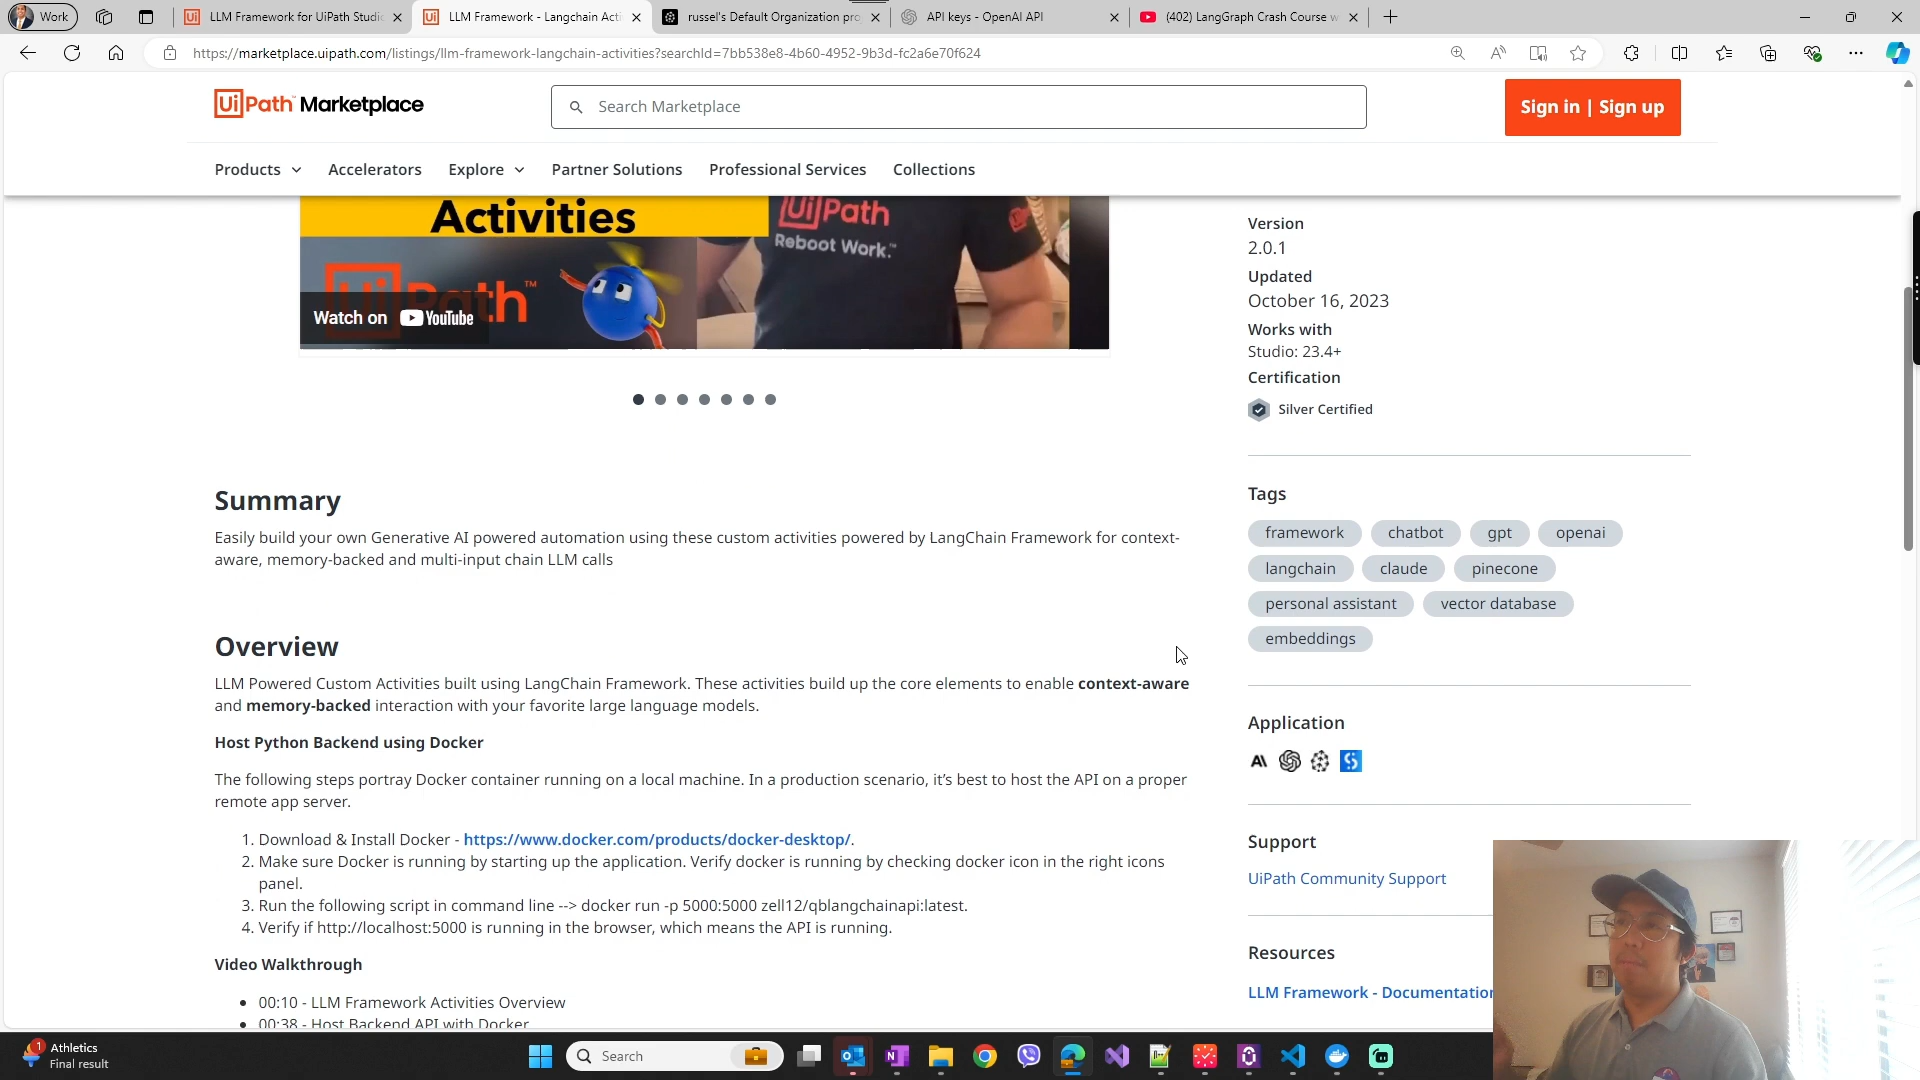 Work
LLM Framework for UiPath Studi
LLM Framework - Langchain Acti
russel's Default Organization pro
API keys - OpenAI API
(402) LangGraph Crash Course w
https://marketplace.uipath.com/listings/llm-framework-langchain-activities?searchId=7bb538e8-4b60-4952-9b3d-fc2a6e70f624
UiPath Marketplace
Search Marketplace
Sign in | Sign up
Products
Accelerators
Explore
Partner Solutions
Professional Services
Collections
Activities
UiPath
Reboot Work.™
UiPath™
Watch on YouTube
Version
2.0.1
Updated
October 16, 2023
Works with
Studio: 23.4+
Certification
Silver Certified
Summary
Easily build your own Generative AI powered automation using these custom activities powered by LangChain Framework for context-
aware, memory-backed and multi-input chain LLM calls
Tags
framework chatbot gpt openai
langchain claude pinecone
personal assistant vector database
embeddings
Overview
LLM Powered Custom Activities built using LangChain Framework. These activities build up the core elements to enable context-aware
and memory-backed interaction with your favorite large language models.
Host Python Backend using Docker
The following steps portray Docker container running on a local machine. In a production scenario, it's best to host the API on a proper
remote app server.
1. Download & Install Docker - https://www.docker.com/products/docker-desktop/.
2. Make sure Docker is running by starting up the application. Verify docker is running by checking docker icon in the right icons
panel.
3. Run the following script in command line --> docker run -p 5000:5000 zell12/qblangchainapi:latest.
4. Verify if http://localhost:5000 is running in the browser, which means the API is running.
Video Walkthrough
• 00:10 - LLM Framework Activities Overview
• 00:38 - Host Backend API with Docker
Application
Support
UiPath Community Support
Resources
LLM Framework - Documentation
1
Athletics
Final result
Search